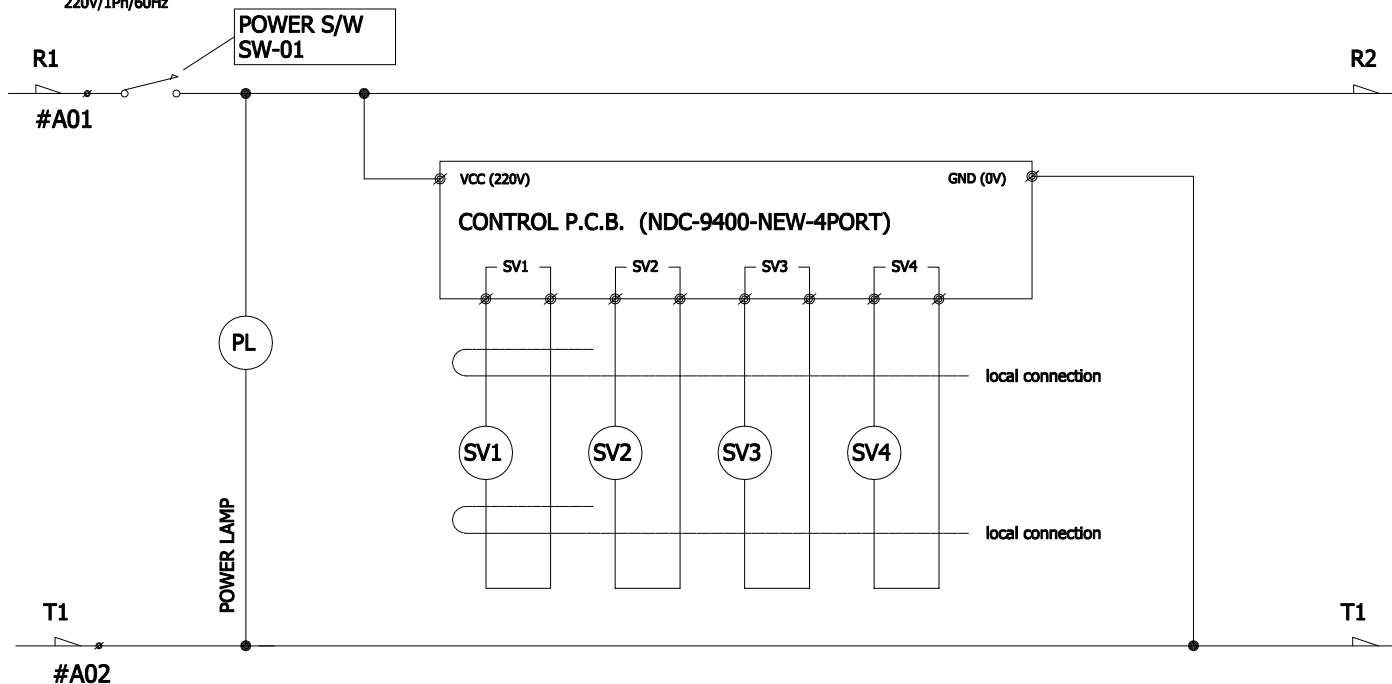 220V/1Ph/60Hz
POWER S/W
SW-01
R1
R2
#A01
VCC (220V)
GND (0V)
CONTROL P.C.B. (NDC-9400-NEW-4PORT)
SV1
SV2
SV3
SV4
PL
local connection
SV1
SV2
SV3
SV4
POWER LAMP
local connection
T1
T1
#A02